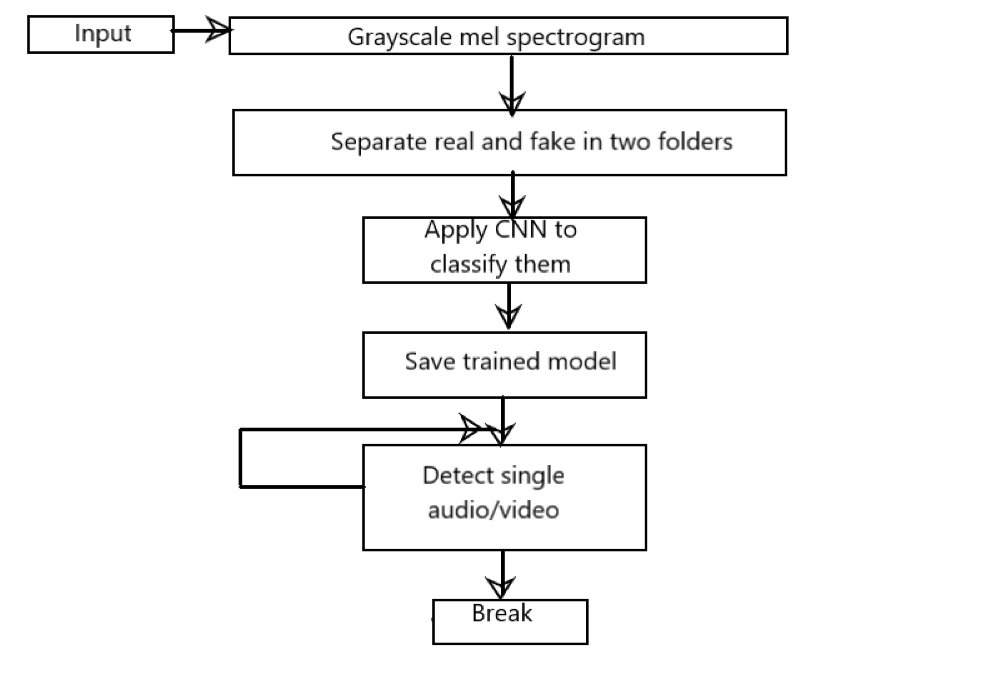 Input
Grayscale mel spectrogram
Separate real and fake in two folders
Apply CNN to
classify them
Save trained model
Detect single
audio/video
Break